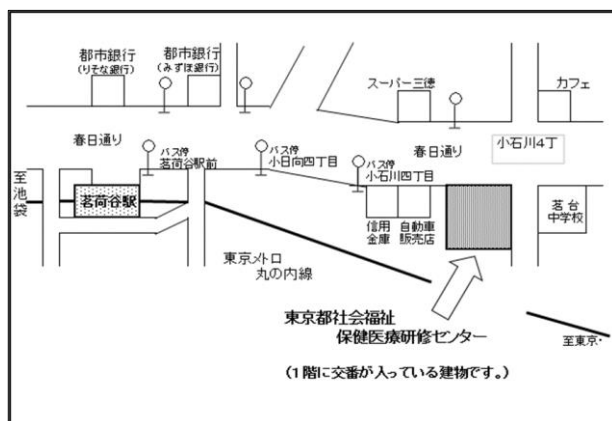 都市銀行
(りそな銀行)
都市銀行
(みずほ銀行)
スーパー三徳
カフェ
春日通り
バス停
茗荷谷駅前
バス停
小日向四丁目
バス停
小石川四丁目
春日通り
小石川4丁
至池袋
茗荷谷駅
信用
金庫
自動車
販売店
茗台
中学校
東京メトロ
丸の内線
東京都社会福祉
保健医療研修センター
至東京・
(1階に交番が入っている建物です。)